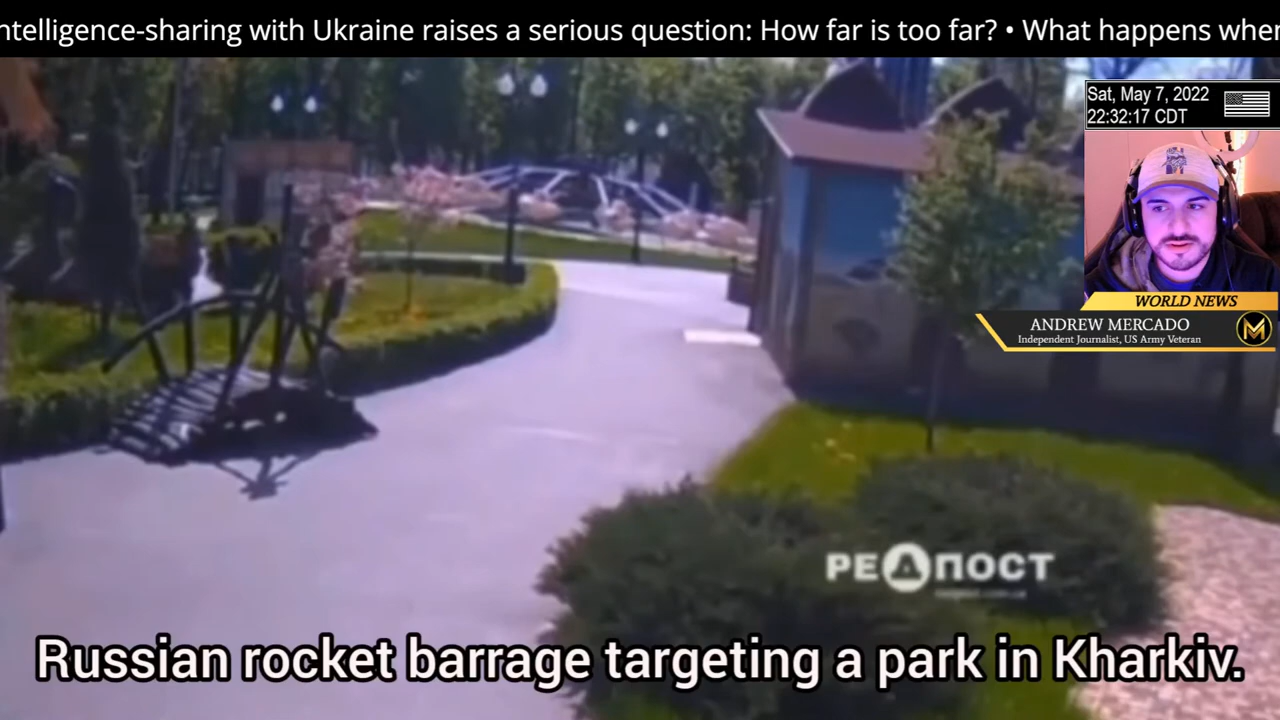 ntelligence-sharing with Ukraine raises a serious question: How far is too far? • What happens when
Sat, May 7, 2022
22:32:17 CDT
WORLD NEWS
ANDREW MERCADO
Independent Journalist, US Army Veteran
M
РЕДПОСТ
Russian rocket barrage targeting a park in Kharkiv.